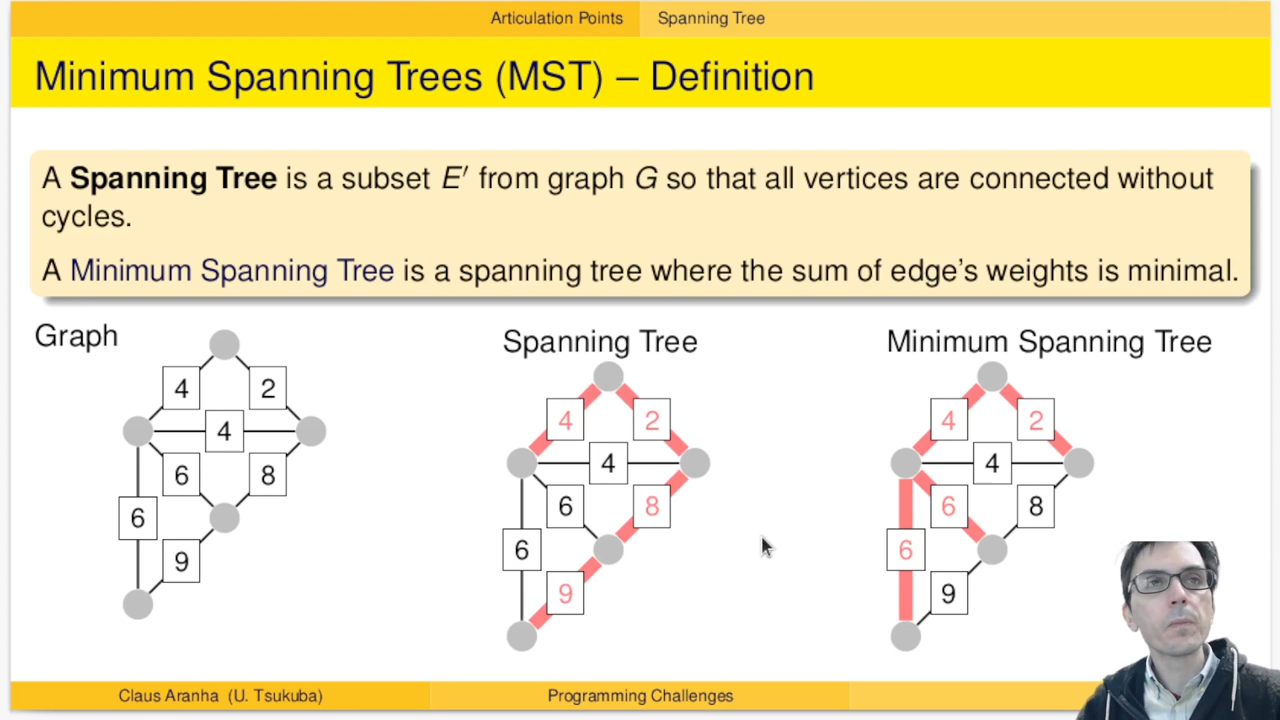 Articulation Points Spanning Tree
Minimum Spanning Trees (MST) – Definition
A Spanning Tree is a subset E′ from graph G so that all vertices are connected without
cycles.
A Minimum Spanning Tree is a spanning tree where the sum of edge's weights is minimal.
Graph
4 2
4
6 8
6
9
Spanning Tree
4 2
4
6 8
6
9
Minimum Spanning Tree
4 2
4
6 8
6
9
Claus Aranha (U. Tsukuba) Programming Challenges